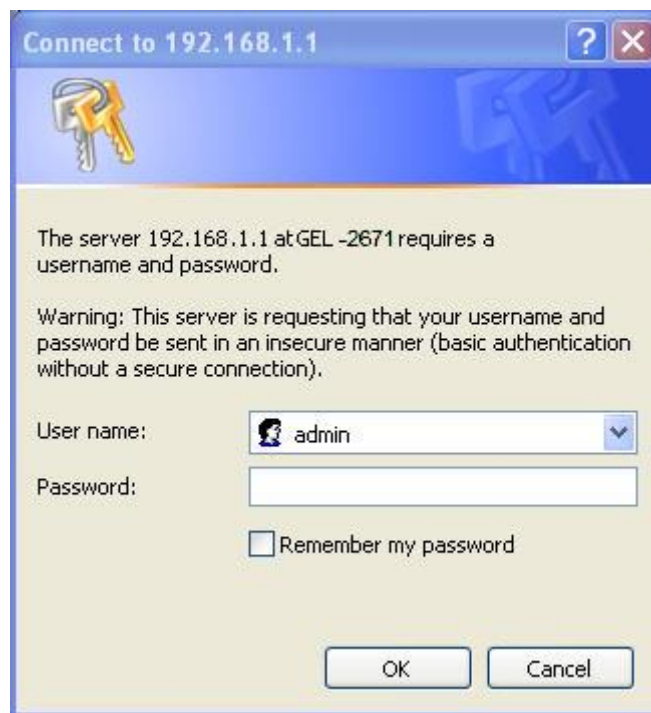 Connect to 192.168.1.1
The server 192.168.1.1 at GEL -2671 requires a
username and password.
Warning: This server is requesting that your username and
password be sent in an insecure manner (basic authentication
without a secure connection).
User name:
admin
Password:
Remember my password
OK
Cancel